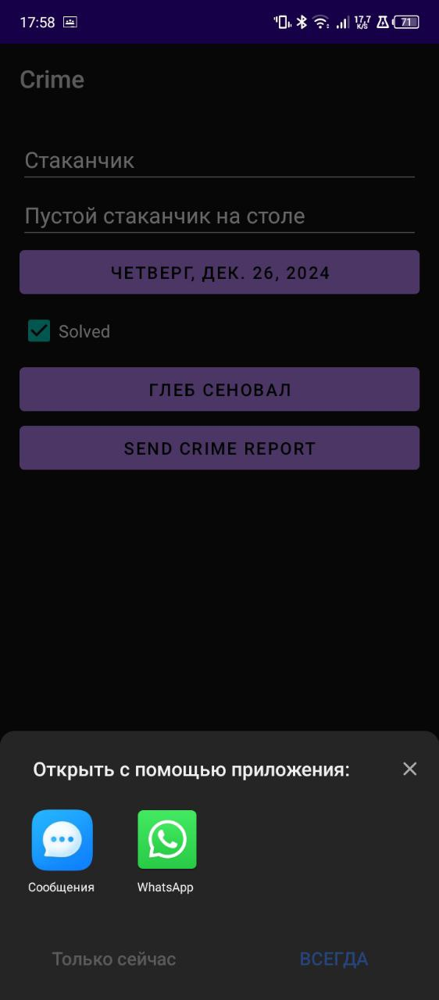 17:58 17,7 K/S 71
Crime
Стаканчик
Пустой стаканчик на столе
ЧЕТВЕРГ, ДЕК. 26, 2024
Solved
ГЛЕБ СЕНОВАЛ
SEND CRIME REPORT
Открыть с помощью приложения:
Сообщения WhatsApp
Только сейчас ВСЕГДА